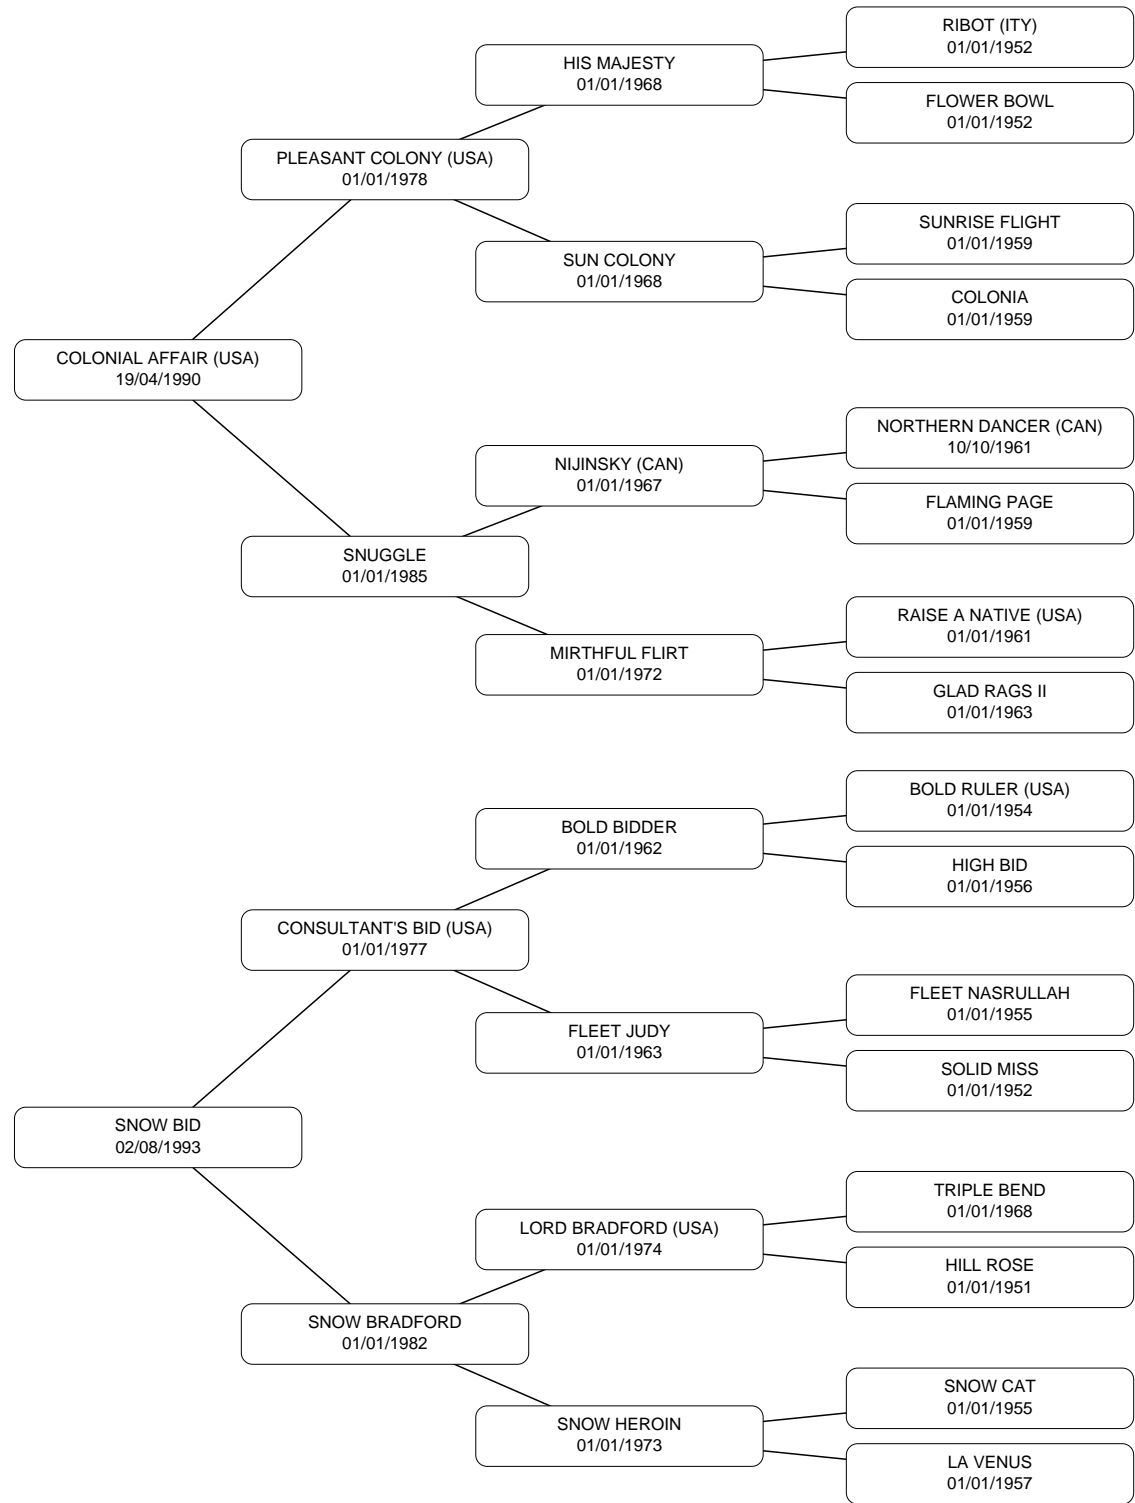 RIBOT (ITY)
01/01/1952
HIS MAJESTY
01/01/1968
FLOWER BOWL
01/01/1952
PLEASANT COLONY (USA)
01/01/1978
SUNRISE FLIGHT
01/01/1959
SUN COLONY
01/01/1968
COLONIA
01/01/1959
COLONIAL AFFAIR (USA)
19/04/1990
NORTHERN DANCER (CAN)
10/10/1961
NIJINSKY (CAN)
01/01/1967
FLAMING PAGE
01/01/1959
SNUGGLE
01/01/1985
RAISE A NATIVE (USA)
01/01/1961
MIRTHFUL FLIRT
01/01/1972
GLAD RAGS II
01/01/1963
BOLD RULER (USA)
01/01/1954
BOLD BIDDER
01/01/1962
HIGH BID
01/01/1956
CONSULTANT'S BID (USA)
01/01/1977
FLEET NASRULLAH
01/01/1955
FLEET JUDY
01/01/1963
SOLID MISS
01/01/1952
SNOW BID
02/08/1993
TRIPLE BEND
01/01/1968
LORD BRADFORD (USA)
01/01/1974
HILL ROSE
01/01/1951
SNOW BRADFORD
01/01/1982
SNOW CAT
01/01/1955
SNOW HEROIN
01/01/1973
LA VENUS
01/01/1957